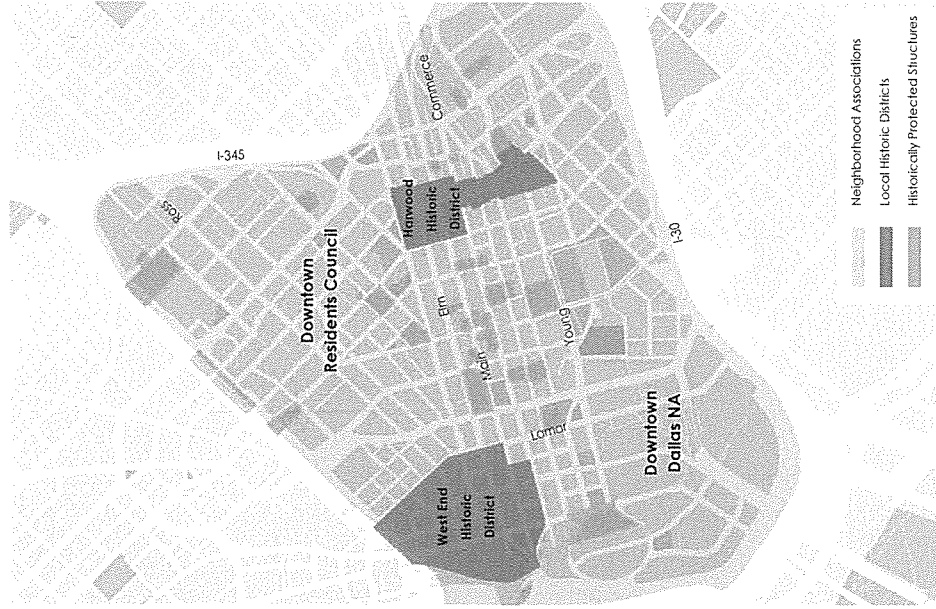 I-345
Ross
Commerce
Harwood
Historic
District
Downtown
Residents Council
Elm
Main
Young
I-30
Lamar
Downtown
Dallas NA
West End
Historic
District
Neighborhood Associations
Local Historic Districts
Historically Protected Structures